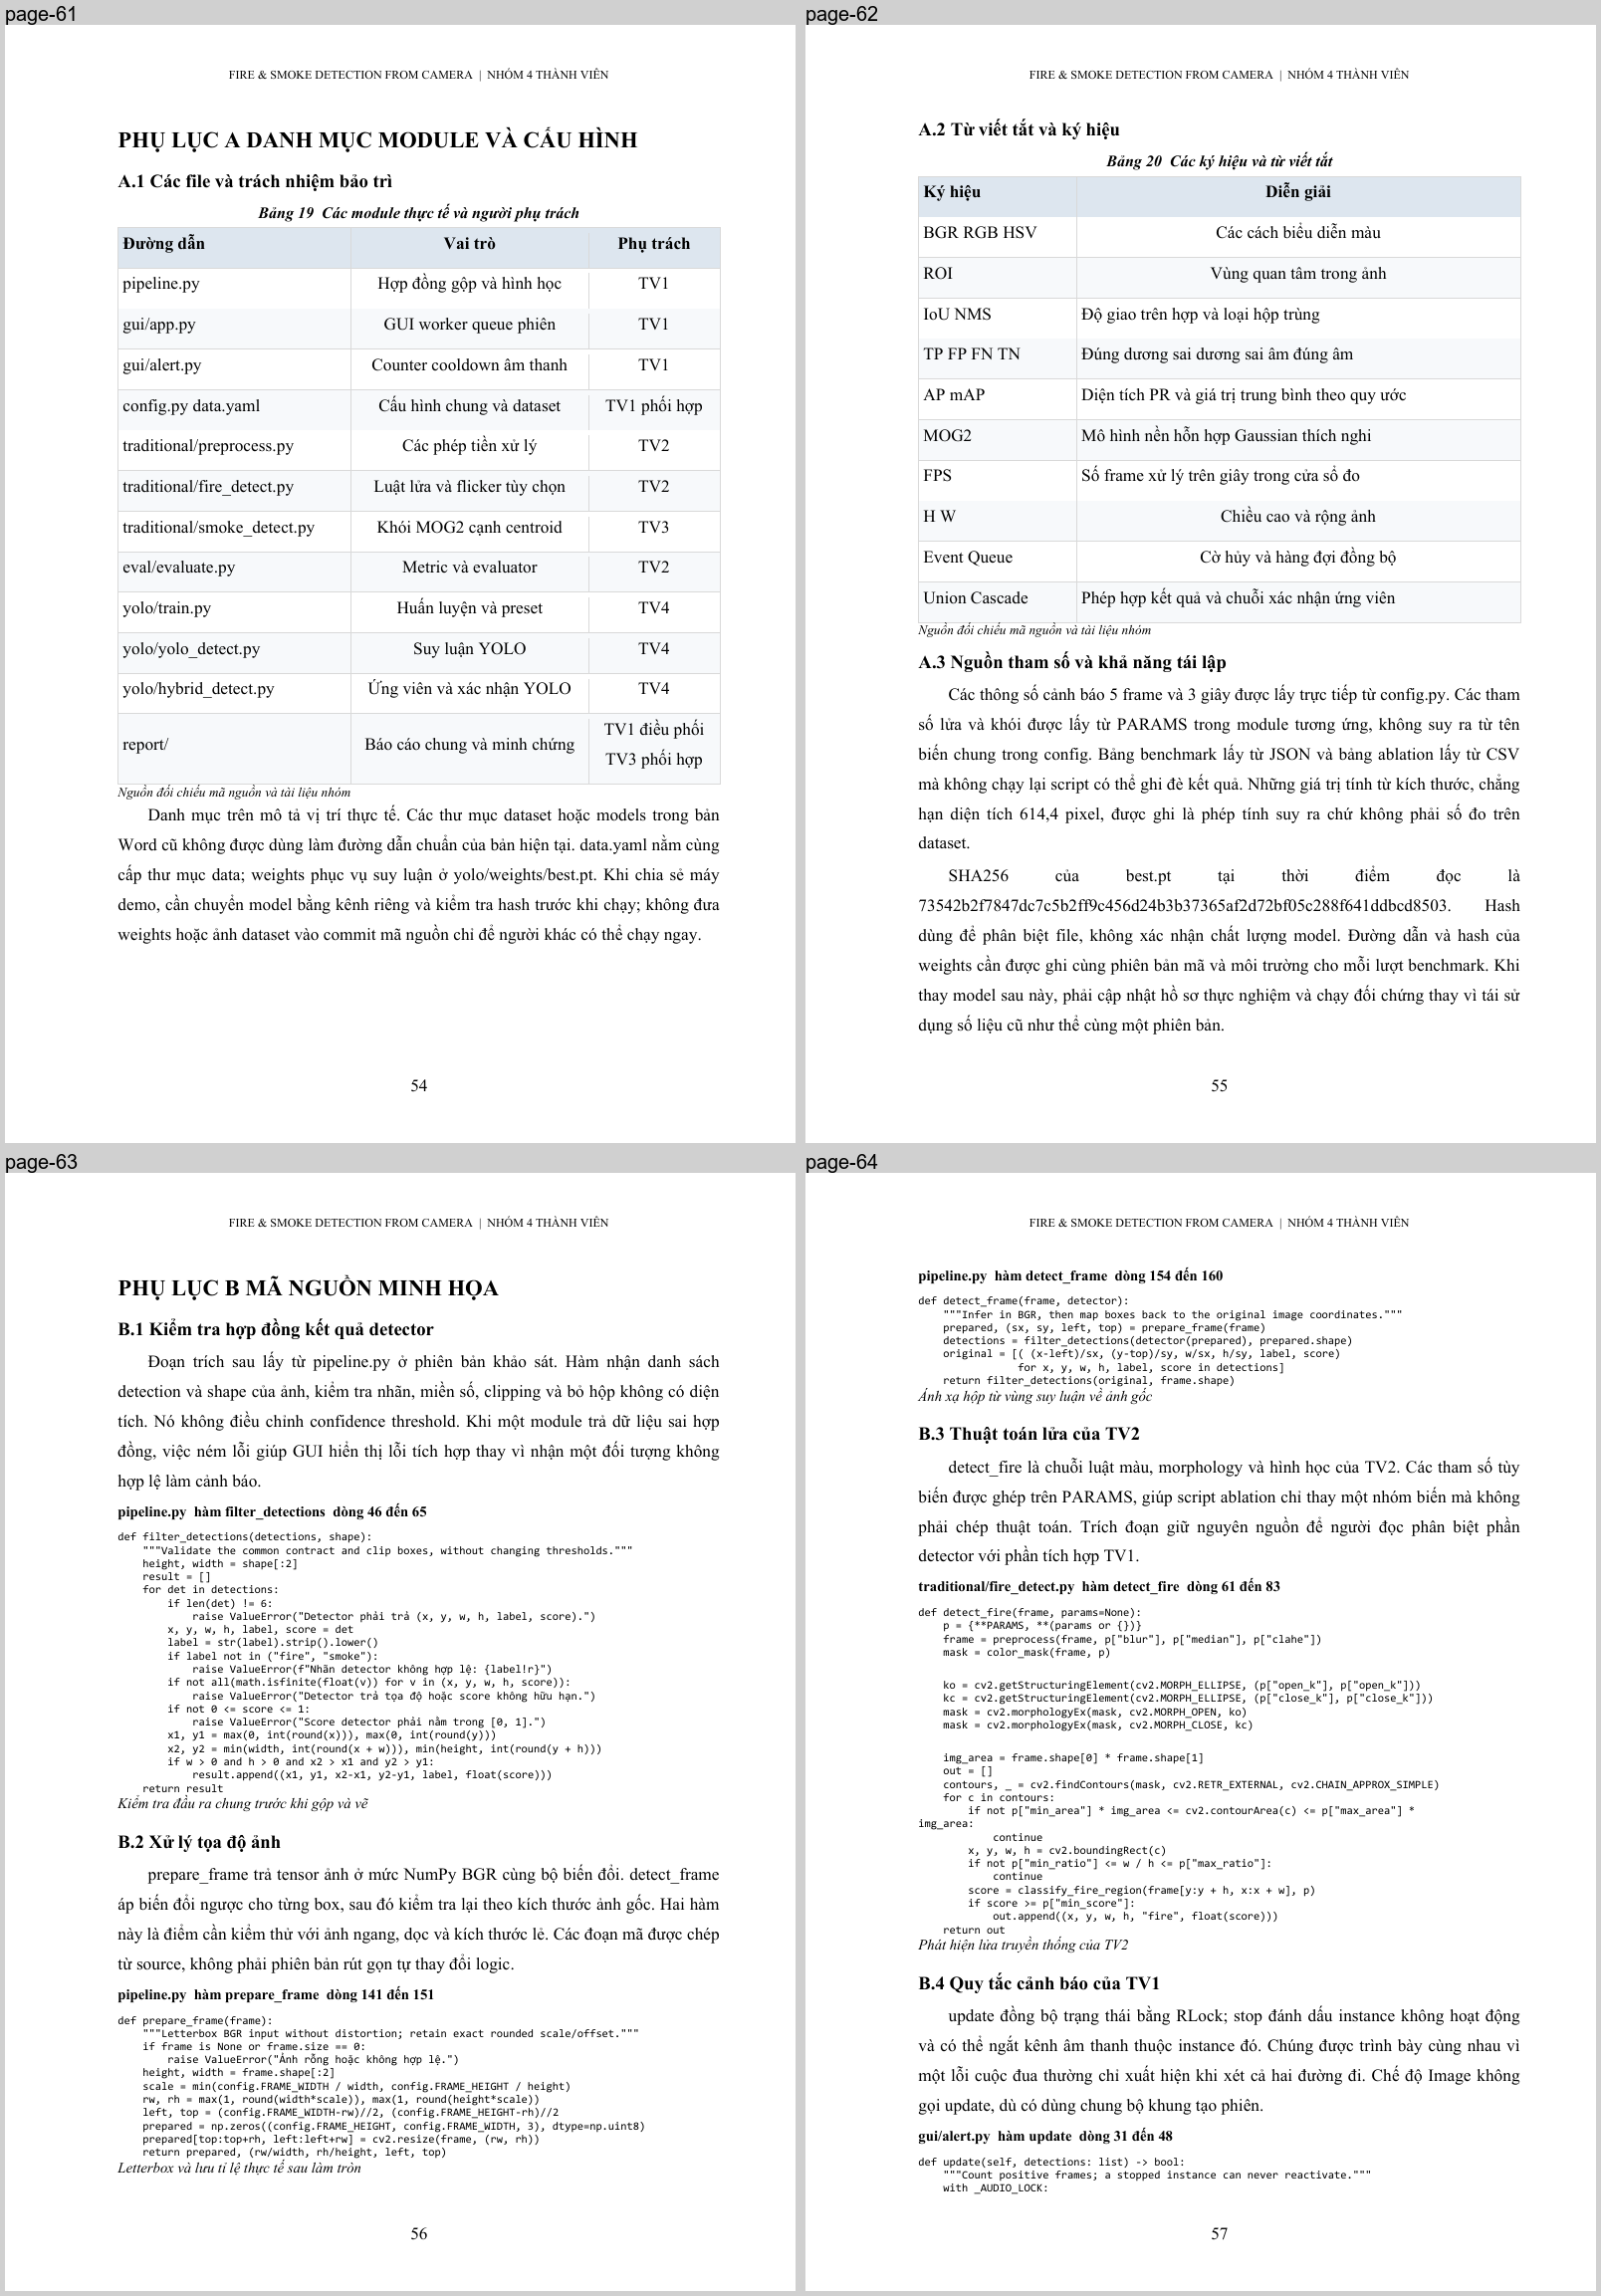 page-61
FIRE & SMOKE DETECTION FROM CAMERA | NHÓM 4 THÀNH VIÊN
PHỤ LỤC A DANH MỤC MODULE VÀ CẤU HÌNH
A.1 Các file và trách nhiệm bảo trì
Bảng 19 Các module thực tế và người phụ trách
Đường dẫn Vai trò Phụ trách
pipeline.py Hợp đồng gộp và hình học TV1
gui/app.py GUI worker queue phiên TV1
gui/alert.py Counter cooldown âm thanh TV1
config.py data.yaml Cấu hình chung và dataset TV1 phối hợp
traditional/preprocess.py Các phép tiền xử lý TV2
traditional/fire_detect.py Luật lửa và flicker tùy chọn TV2
traditional/smoke_detect.py Khói MOG2 cạnh centroid TV3
eval/evaluate.py Metric và evaluator TV2
yolo/train.py Huấn luyện và preset TV4
yolo/yolo_detect.py Suy luận YOLO TV4
yolo/hybrid_detect.py Ứng viên và xác nhận YOLO TV4
report/ Báo cáo chung và minh chứng TV1 điều phối
TV3 phối hợp
Nguồn đối chiếu mã nguồn và tài liệu nhóm
Danh mục trên mô tả vị trí thực tế. Các thư mục dataset hoặc models trong bản
Word cũ không được dùng làm đường dẫn chuẩn của bản hiện tại. data.yaml nằm cùng
cấp thư mục data; weights phục vụ suy luận ở yolo/weights/best.pt. Khi chia sẻ máy
demo, cần chuyển model bằng kênh riêng và kiểm tra hash trước khi chạy; không đưa
weights hoặc ảnh dataset vào commit mã nguồn chỉ để người khác có thể chạy ngay.
54
page-62
FIRE & SMOKE DETECTION FROM CAMERA | NHÓM 4 THÀNH VIÊN
A.2 Từ viết tắt và ký hiệu
Bảng 20 Các ký hiệu và từ viết tắt
Ký hiệu Diễn giải
BGR RGB HSV Các cách biểu diễn màu
ROI Vùng quan tâm trong ảnh
IoU NMS Độ giao trên hợp và loại hộp trùng
TP FP FN TN Đúng dương sai dương sai âm đúng âm
AP mAP Diện tích PR và giá trị trung bình theo quy ước
MOG2 Mô hình nền hỗn hợp Gaussian thích nghi
FPS Số frame xử lý trên giây trong cửa sổ đo
H W Chiều cao và rộng ảnh
Event Queue Cờ hủy và hàng đợi đồng bộ
Union Cascade Phép hợp kết quả và chuỗi xác nhận ứng viên
Nguồn đối chiếu mã nguồn và tài liệu nhóm
A.3 Nguồn tham số và khả năng tái lập
Các thông số cảnh báo 5 frame và 3 giây được lấy trực tiếp từ config.py. Các tham
số lửa và khói được lấy từ PARAMS trong module tương ứng, không suy ra từ tên
biến chung trong config. Bảng benchmark lấy từ JSON và bảng ablation lấy từ CSV
mà không chạy lại script có thể ghi đè kết quả. Những giá trị tính từ kích thước, chẳng
hạn diện tích 614,4 pixel, được ghi là phép tính suy ra chứ không phải số đo trên
dataset.
SHA256 của best.pt tại thời điểm đọc là
73542b2f7847dc7c5b2ff9c456d24b3b37365af2d72bf05c288f641ddbcd8503. Hash
dùng để phân biệt file, không xác nhận chất lượng model. Đường dẫn và hash của
weights cần được ghi cùng phiên bản mã và môi trường cho mỗi lượt benchmark. Khi
thay model sau này, phải cập nhật hồ sơ thực nghiệm và chạy đối chứng thay vì tái sử
dụng số liệu cũ như thể cùng một phiên bản.
55
page-63
FIRE & SMOKE DETECTION FROM CAMERA | NHÓM 4 THÀNH VIÊN
PHỤ LỤC B MÃ NGUỒN MINH HỌA
B.1 Kiểm tra hợp đồng kết quả detector
Đoạn trích sau lấy từ pipeline.py ở phiên bản khảo sát. Hàm nhận danh sách
detection và shape của ảnh, kiểm tra nhãn, miền số, clipping và bỏ hộp không có diện
tích. Nó không điều chỉnh confidence threshold. Khi một module trả dữ liệu sai hợp
đồng, việc ném lỗi giúp GUI hiển thị lỗi tích hợp thay vì nhận một đối tượng không
hợp lệ làm cảnh báo.
pipeline.py hàm filter_detections dòng 46 đến 65
def filter_detections(detections, shape):
"""Validate the common contract and clip boxes, without changing thresholds."""
height, width = shape[:2]
result = []
for det in detections:
if len(det) != 6:
raise ValueError("Detector phải trả (x, y, w, h, label, score).")
x, y, w, h, label, score = det
label = str(label).strip().lower()
if label not in ("fire", "smoke"):
raise ValueError(f"Nhãn detector không hợp lệ: {label!r}")
if not all(math.isfinite(float(v)) for v in (x, y, w, h, score)):
raise ValueError("Detector trả tọa độ hoặc score không hữu hạn.")
if not 0 <= score <= 1:
raise ValueError("Score detector phải nằm trong [0, 1].")
x1, y1 = max(0, int(round(x))), max(0, int(round(y)))
x2, y2 = min(width, int(round(x + w))), min(height, int(round(y + h)))
if w > 0 and h > 0 and x2 > x1 and y2 > y1:
result.append((x1, y1, x2-x1, y2-y1, label, float(score)))
return result
Kiểm tra đầu ra chung trước khi gộp và vẽ
B.2 Xử lý tọa độ ảnh
prepare_frame trả tensor ảnh ở mức NumPy BGR cùng bộ biến đổi. detect_frame
áp biến đổi ngược cho từng box, sau đó kiểm tra lại theo kích thước ảnh gốc. Hai hàm
này là điểm cần kiểm thử với ảnh ngang, dọc và kích thước lẻ. Các đoạn mã được chép
từ source, không phải phiên bản rút gọn tự thay đổi logic.
pipeline.py hàm prepare_frame dòng 141 đến 151
def prepare_frame(frame):
"""Letterbox BGR input without distortion; retain exact rounded scale/offset."""
if frame is None or frame.size == 0:
raise ValueError("Ảnh rỗng hoặc không hợp lệ.")
height, width = frame.shape[:2]
scale = min(config.FRAME_WIDTH / width, config.FRAME_HEIGHT / height)
rw, rh = max(1, round(width*scale)), max(1, round(height*scale))
left, top = (config.FRAME_WIDTH-rw)//2, (config.FRAME_HEIGHT-rh)//2
prepared = np.zeros((config.FRAME_HEIGHT, config.FRAME_WIDTH, 3), dtype=np.uint8)
prepared[top:top+rh, left:left+rw] = cv2.resize(frame, (rw, rh))
return prepared, (rw/width, rh/height, left, top)
Letterbox và lưu tỉ lệ thực tế sau làm tròn
56
page-64
FIRE & SMOKE DETECTION FROM CAMERA | NHÓM 4 THÀNH VIÊN
pipeline.py hàm detect_frame dòng 154 đến 160
def detect_frame(frame, detector):
"""Infer in BGR, then map boxes back to the original image coordinates."""
prepared, (sx, sy, left, top) = prepare_frame(frame)
detections = filter_detections(detector(prepared), prepared.shape)
original = [( (x-left)/sx, (y-top)/sy, w/sx, h/sy, label, score)
for x, y, w, h, label, score in detections]
return filter_detections(original, frame.shape)
Ánh xạ hộp từ vùng suy luận về ảnh gốc
B.3 Thuật toán lửa của TV2
detect_fire là chuỗi luật màu, morphology và hình học của TV2. Các tham số tùy
biến được ghép trên PARAMS, giúp script ablation chỉ thay một nhóm biến mà không
phải chép thuật toán. Trích đoạn giữ nguyên nguồn để người đọc phân biệt phần
detector với phần tích hợp TV1.
traditional/fire_detect.py hàm detect_fire dòng 61 đến 83
def detect_fire(frame, params=None):
p = {**PARAMS, **(params or {})}
frame = preprocess(frame, p["blur"], p["median"], p["clahe"])
mask = color_mask(frame, p)
ko = cv2.getStructuringElement(cv2.MORPH_ELLIPSE, (p["open_k"], p["open_k"]))
kc = cv2.getStructuringElement(cv2.MORPH_ELLIPSE, (p["close_k"], p["close_k"]))
mask = cv2.morphologyEx(mask, cv2.MORPH_OPEN, ko)
mask = cv2.morphologyEx(mask, cv2.MORPH_CLOSE, kc)
img_area = frame.shape[0] * frame.shape[1]
out = []
contours, _ = cv2.findContours(mask, cv2.RETR_EXTERNAL, cv2.CHAIN_APPROX_SIMPLE)
for c in contours:
if not p["min_area"] * img_area <= cv2.contourArea(c) <= p["max_area"] *
img_area:
continue
x, y, w, h = cv2.boundingRect(c)
if not p["min_ratio"] <= w / h <= p["max_ratio"]:
continue
score = classify_fire_region(frame[y:y + h, x:x + w], p)
if score >= p["min_score"]:
out.append((x, y, w, h, "fire", float(score)))
return out
Phát hiện lửa truyền thống của TV2
B.4 Quy tắc cảnh báo của TV1
update đồng bộ trạng thái bằng RLock; stop đánh dấu instance không hoạt động
và có thể ngắt kênh âm thanh thuộc instance đó. Chúng được trình bày cùng nhau vì
một lỗi cuộc đua thường chỉ xuất hiện khi xét cả hai đường đi. Chế độ Image không
gọi update, dù có dùng chung bộ khung tạo phiên.
gui/alert.py hàm update dòng 31 đến 48
def update(self, detections: list) -> bool:
"""Count positive frames; a stopped instance can never reactivate."""
with _AUDIO_LOCK:
57